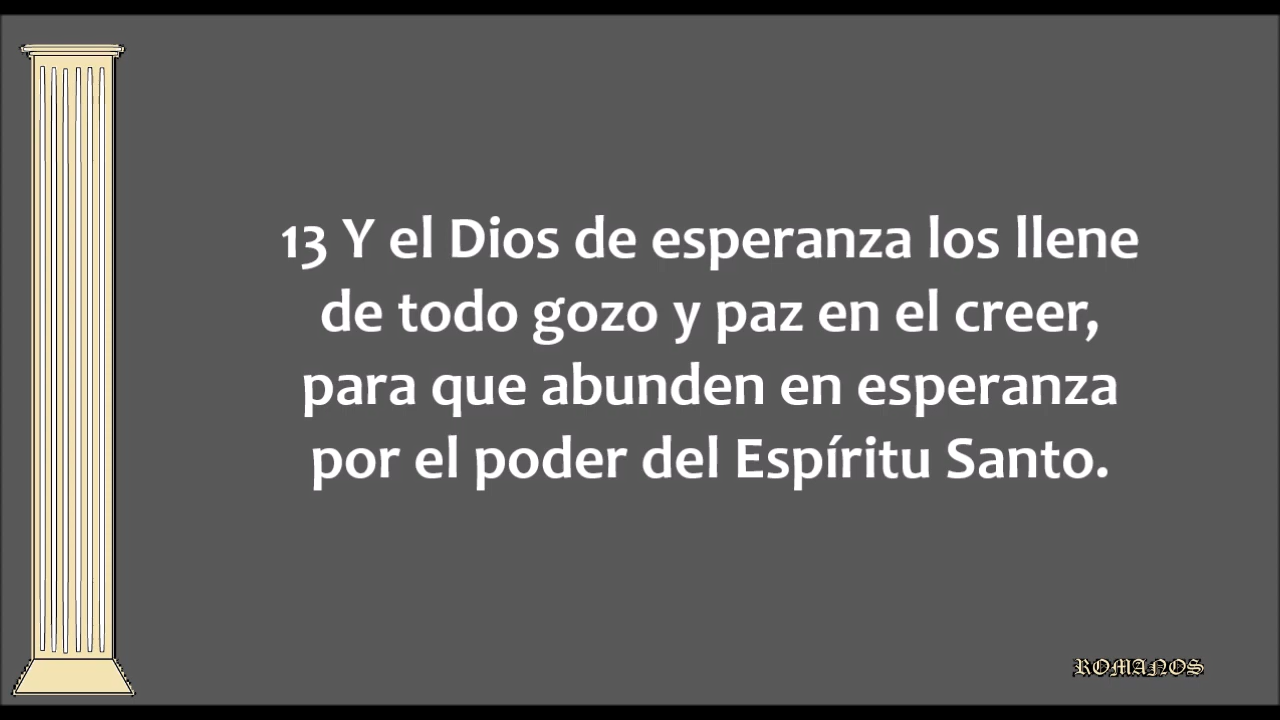 13 Y el Dios de esperanza los llene
de todo gozo y paz en el creer,
para que abunden en esperanza
por el poder del Espíritu Santo.
ROMANOS